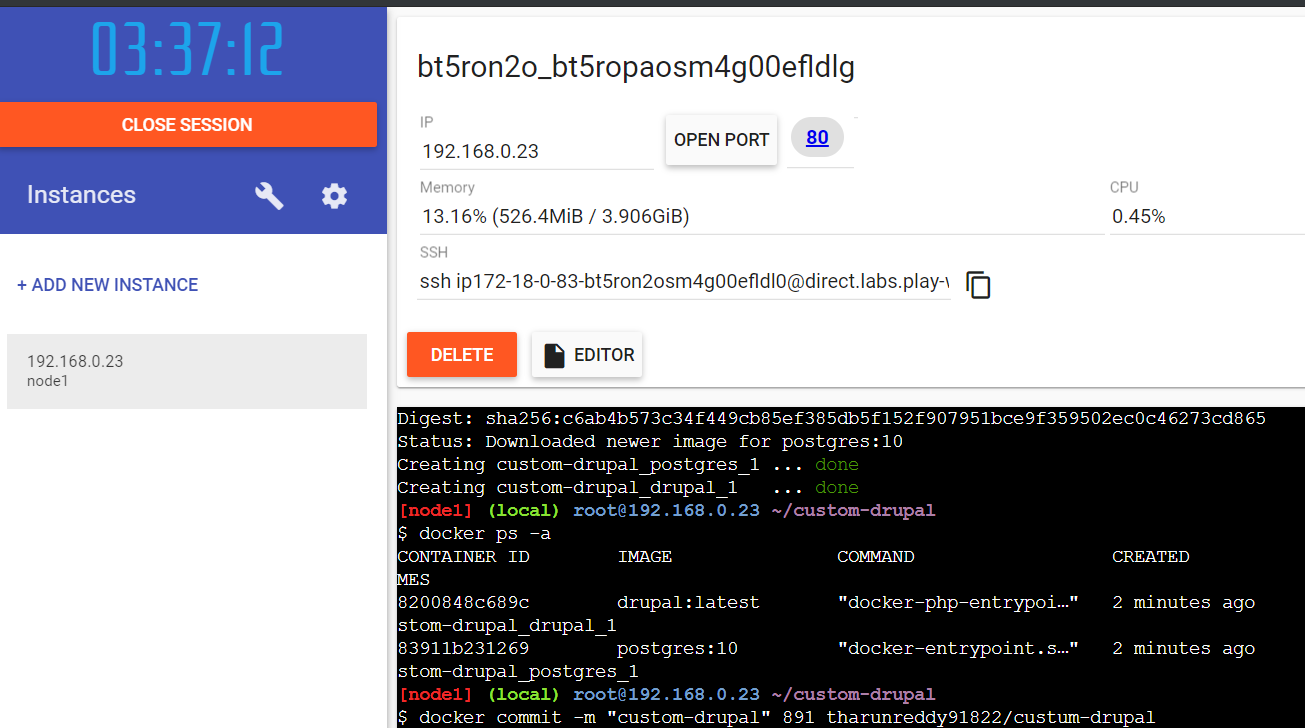 03:37:12
CLOSE SESSION
Instances
+ ADD NEW INSTANCE
192.168.0.23
node1
bt5ron2o_bt5ropaosm4g00efldlg
IP
192.168.0.23
OPEN PORT
80
Memory
13.16% (526.4MiB / 3.906GiB)
CPU
0.45%
SSH
ssh ip172-18-0-83-bt5ron2osm4g00efldl0@direct.labs.play-w
DELETE
EDITOR
Digest: sha256:c6ab4b573c34f449cb85ef385db5f152f907951bce9f359502ec0c46273cd865
Status: Downloaded newer image for postgres:10
Creating custom-drupal_postgres_1 ... done
Creating custom-drupal_drupal_1   ... done
[node1] (local) root@192.168.0.23 ~/custom-drupal
$ docker ps -a
CONTAINER ID        IMAGE               COMMAND                  CREATED
MES
8200848c689c        drupal:latest       "docker-php-entrypoi…"   2 minutes ago
stom-drupal_drupal_1
83911b231269        postgres:10         "docker-entrypoint.s…"   2 minutes ago
stom-drupal_postgres_1
[node1] (local) root@192.168.0.23 ~/custom-drupal
$ docker commit -m "custom-drupal" 891 tharunreddy91822/custum-drupal